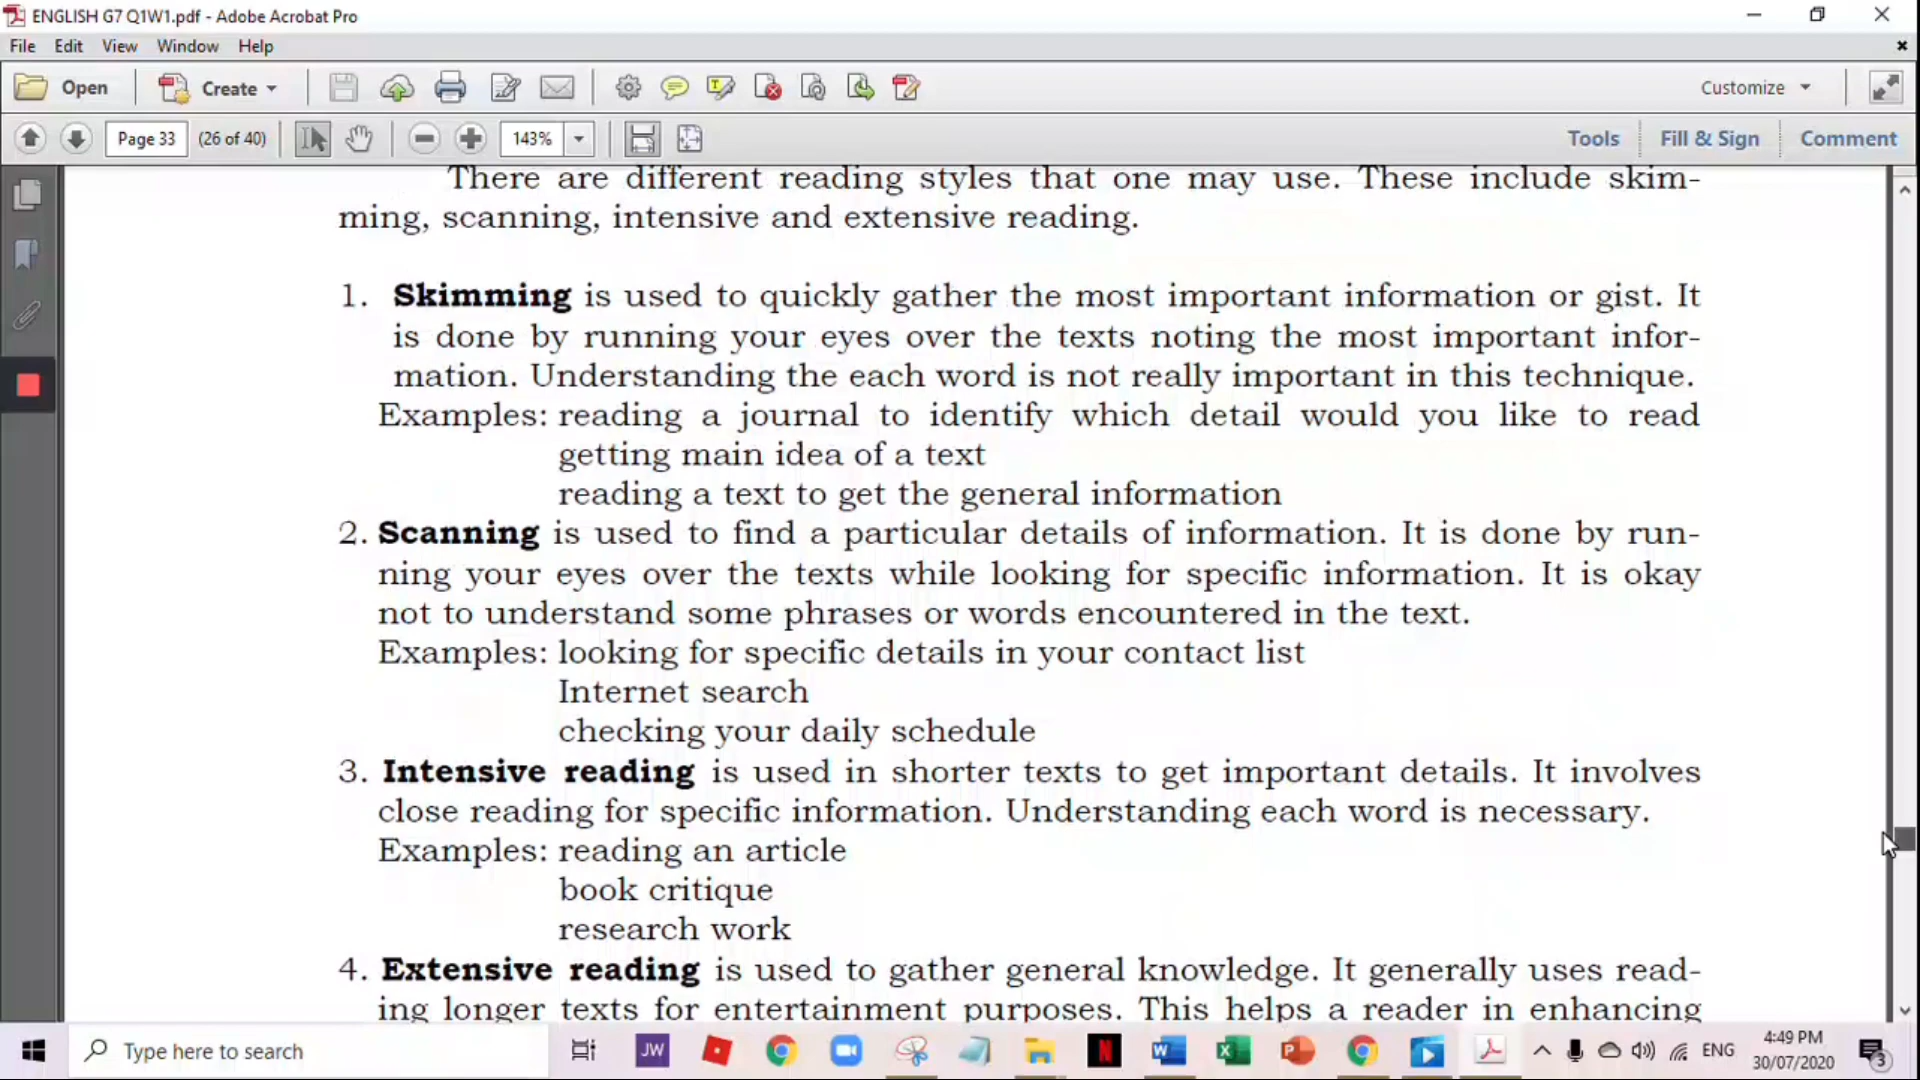 ENGLISH G7 Q1W1.pdf - Adobe Acrobat Pro
File Edit View Window Help
Open Create Customize
Page 33 (26 of 40) 143% Tools Fill & Sign Comment
There are different reading styles that one may use. These include skim-
ming, scanning, intensive and extensive reading.
1. Skimming is used to quickly gather the most important information or gist. It
is done by running your eyes over the texts noting the most important infor-
mation. Understanding the each word is not really important in this technique.
Examples: reading a journal to identify which detail would you like to read
getting main idea of a text
reading a text to get the general information
2. Scanning is used to find a particular details of information. It is done by run-
ning your eyes over the texts while looking for specific information. It is okay
not to understand some phrases or words encountered in the text.
Examples: looking for specific details in your contact list
Internet search
checking your daily schedule
3. Intensive reading is used in shorter texts to get important details. It involves
close reading for specific information. Understanding each word is necessary.
Examples: reading an article
book critique
research work
4. Extensive reading is used to gather general knowledge. It generally uses read-
ing longer texts for entertainment purposes. This helps a reader in enhancing
Type here to search JW N W X P ENG 4:49 PM
30/07/2020 3